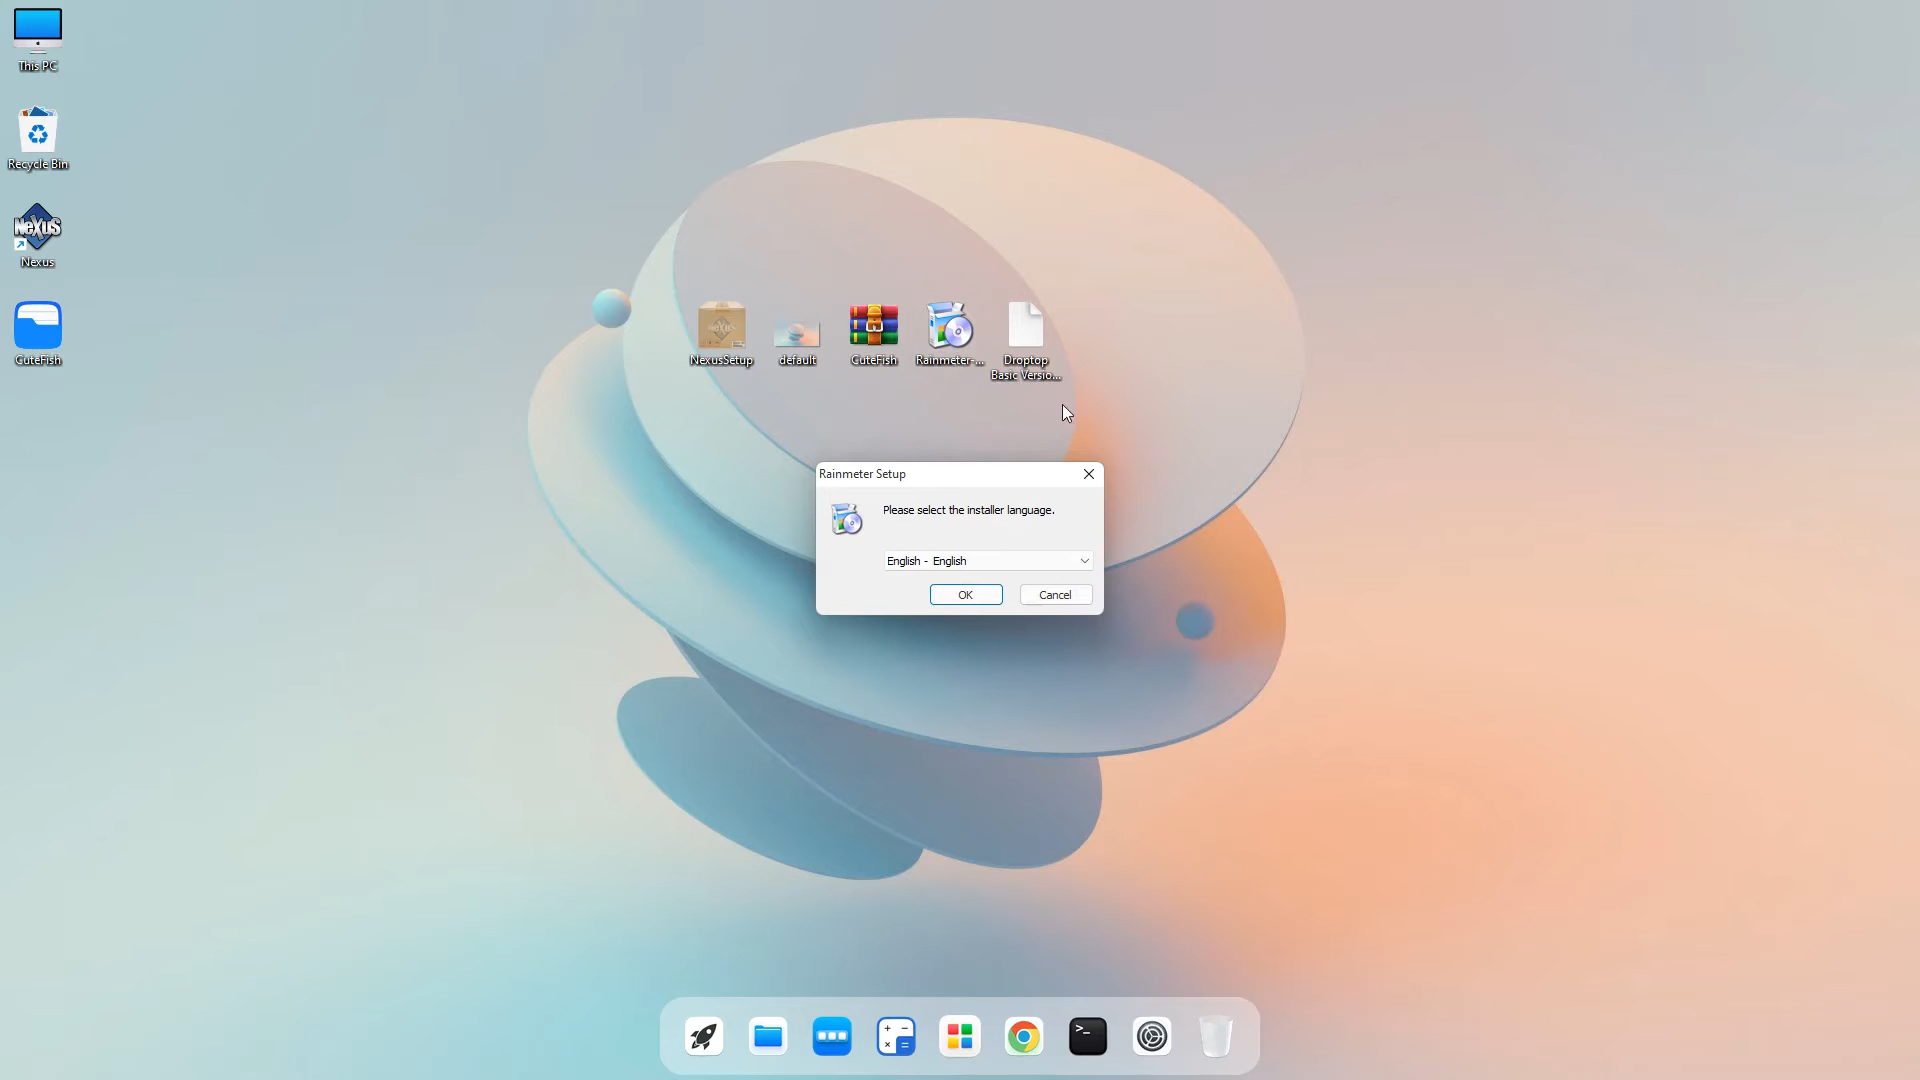 This PC
Recycle Bin
NeXuS
Nexus
CuteFish
NeXuS
NexusSetup
default
CuteFish
Rainmeter-...
Droptop
Basic Versio...
Rainmeter Setup
Please select the installer language.
English - English
OK
Cancel